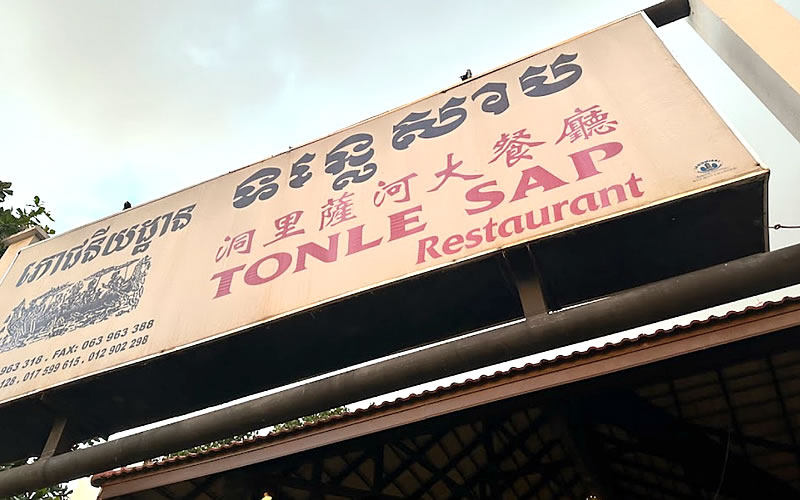 ភោជនីយដ្ឋាន
ទន្លេសាប
洞里薩河大餐廳
TONLE SAP
Restaurant
963 318 , FAX: 063 963 388
128 , 017 599 615 , 012 902 298